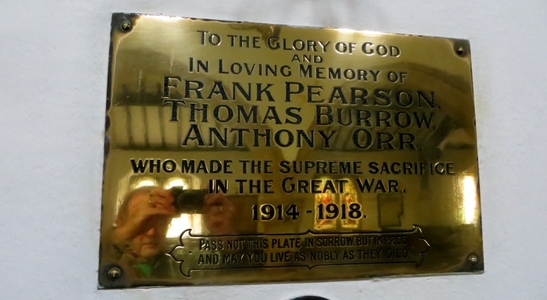 TO THE GLORY OF GOD
AND
IN LOVING MEMORY OF
FRANK PEARSON,
THOMAS BURROW,
ANTHONY ORR,
WHO MADE THE SUPREME SACRIFICE
IN THE GREAT WAR.
1914 - 1918.
PASS NOT THIS PLATE IN SORROW BUT IN PRIDE
AND MAY YOU LIVE AS NOBLY AS THEY DIED